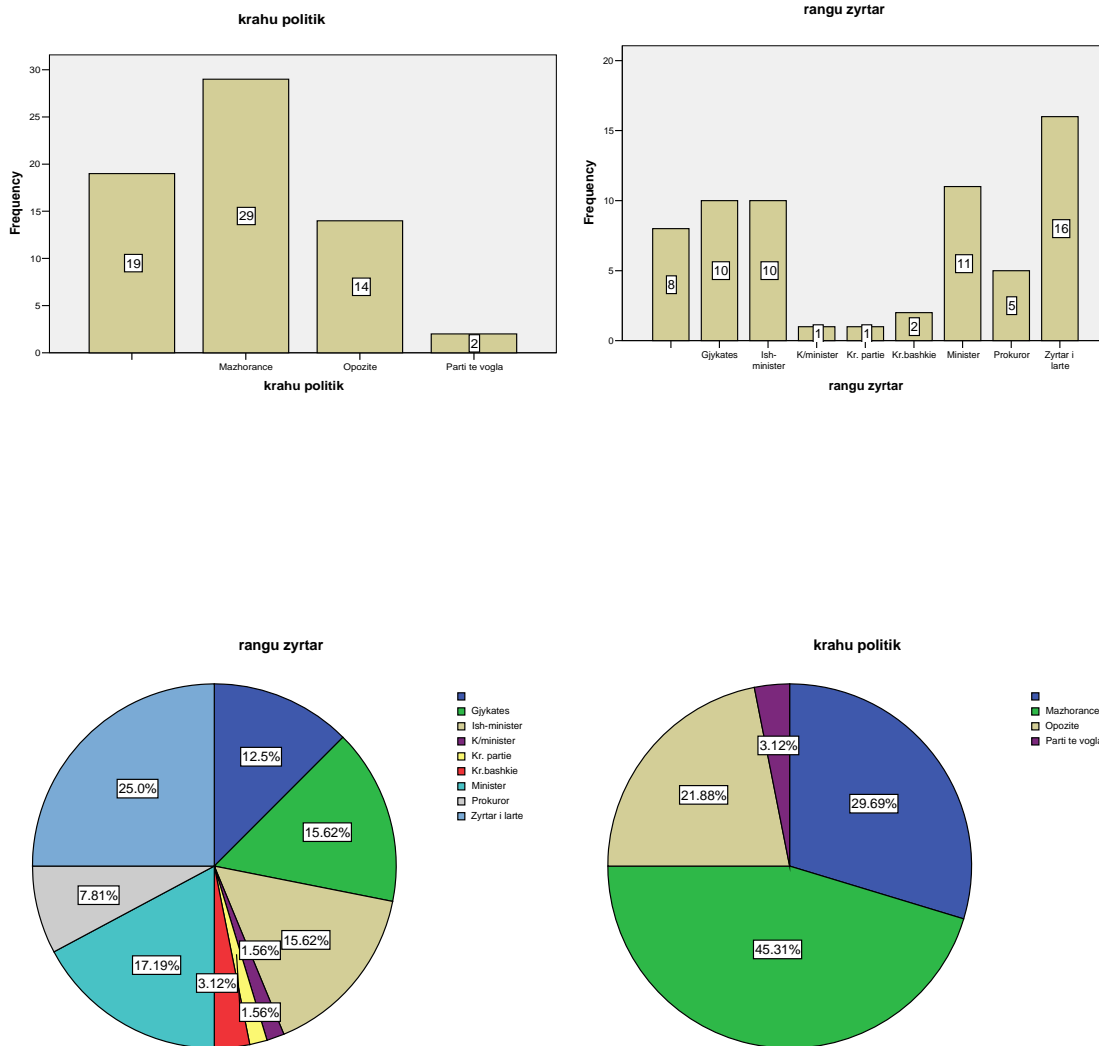 krahu politik
30
25
20
15
10
5
0
Frequency
19
29
14
2
Mazhorance
Opozite
Parti te vogla
krahu politik
rangu zyrtar
20
15
10
5
0
Frequency
8
10
10
1
1
2
11
5
16
Gjykates
Ish-
minister
K/minister
Kr. partie
Kr.bashkie
Minister
Prokuror
Zyrtar i
larte
rangu zyrtar
rangu zyrtar
12.5%
15.62%
15.62%
1.56%
1.56%
3.12%
17.19%
7.81%
25.0%
Gjykates
Ish-minister
K/minister
Kr. partie
Kr.bashkie
Minister
Prokuror
Zyrtar i larte
krahu politik
3.12%
29.69%
21.88%
45.31%
Mazhorance
Opozite
Parti te vogla